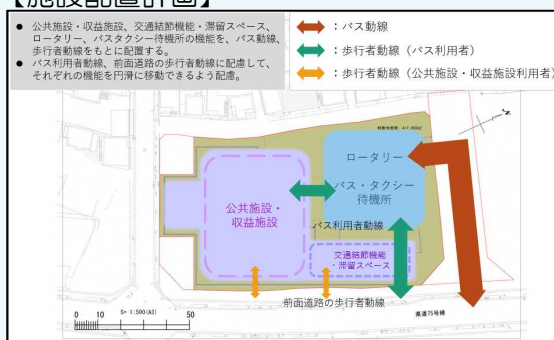 【施設配置計画】
● 公共施設・収益施設、交通結節機能・滞留スペース、
ロータリー、バスタクシー待機所の機能を、バス動線、
歩行者動線をもとに配置する。
● バス利用者動線、前面道路の歩行者動線に配慮して、
それぞれの機能を円滑に移動できるよう配慮。
：バス動線
：歩行者動線（バス利用者）
：歩行者動線（公共施設・収益施設利用者）
ロータリー
バス・タクシー
待機所
公共施設・
収益施設
バス利用者動線
交通結節機能
・滞留スペース
前面道路の歩行者動線
県道75号線
0 10 S= 1:500(A3) 50